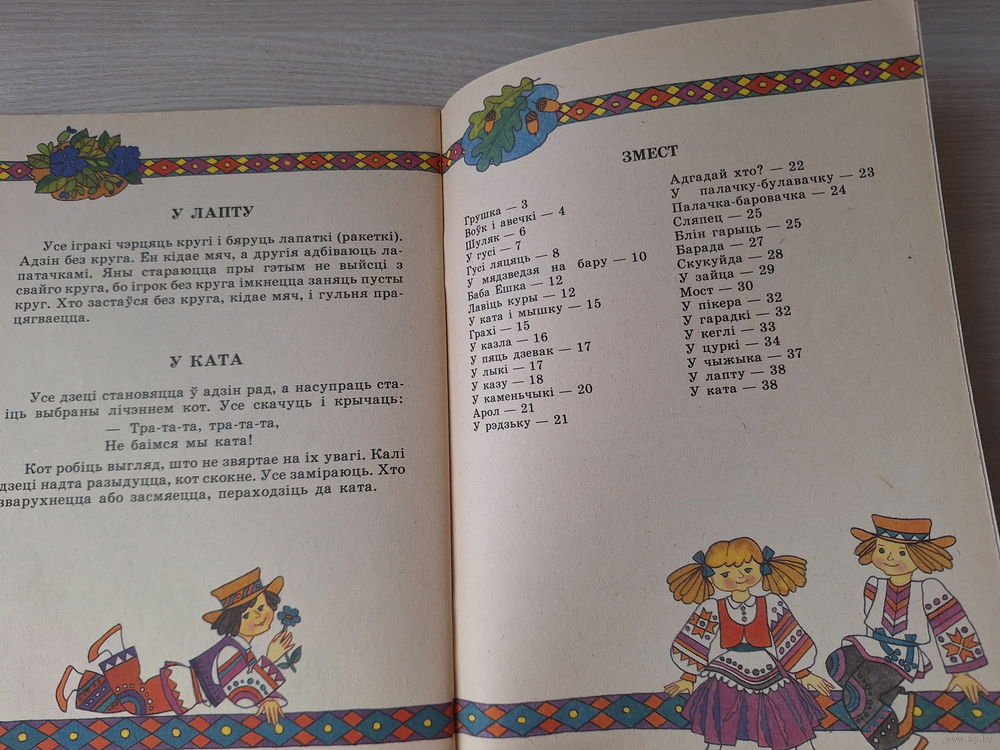 У ЛАПТУ
Усе ігракі чэрцяць кругі і бяруць лапаткі (ракеткі).
Адзін без круга. Ён кідае мяч, а другія адбіваюць ла-
патачкамі. Яны стараюцца пры гэтым не выйсці з
свайго круга, бо ігрок без круга імкнецца заняць пусты
круг. Хто застаўся без круга, кідае мяч, і гульня пра-
цягваецца.
У КАТА
Усе дзеці становяцца ў адзін рад, а насупраць ста-
іць выбраны лічэннем кот. Усе скачуць і крычаць:
— Тра-та-та, тра-та-та,
Не баімся мы ката!
Кот робіць выгляд, што не звяртае на іх увагі. Калі
дзеці надта разыдуцца, кот скокне. Усе заміраюць. Хто
зварухнецца або засмяецца, пераходзіць да ката.
ЗМЕСТ
Грушка — 3
Воўк і авечкі — 4
Шуляк — 6
У гусі — 7
Гусі ляцяць — 8
У мядзведзя на бару — 10
Баба Ёшка — 12
Лавіць куры — 12
У ката і мышку — 15
Грахі — 15
У казла — 16
У пяць дзевак — 17
У лыкі — 17
У казу — 18
У каменьчыкі — 20
Арол — 21
У рэдзьку — 21
Адгадай хто? — 22
У палачку-булавачку — 23
Палачка-баровачка — 24
Сляпец — 25
Блін гарыць — 25
Барада — 27
Скукуйда — 28
У зайца — 29
Мост — 30
У пікера — 32
У гарадкі — 32
У кеглі — 33
У цуркі — 34
У чыжыка — 37
У лапту — 38
У ката — 38
www.ay.by